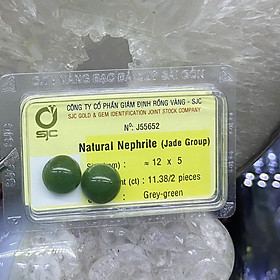 CÔNG TY CỔ PHẦN GIÁM ĐỊNH RỒNG VÀNG - SJC
SJC GOLD & GEM IDENTIFICATION JOINT STOCK COMPANY
SJC
Nº: J55652
Natural Nephrite (Jade Group)
: ≈ 12 x 5
(ct) : 11.38/2 pieces
: Grey-green